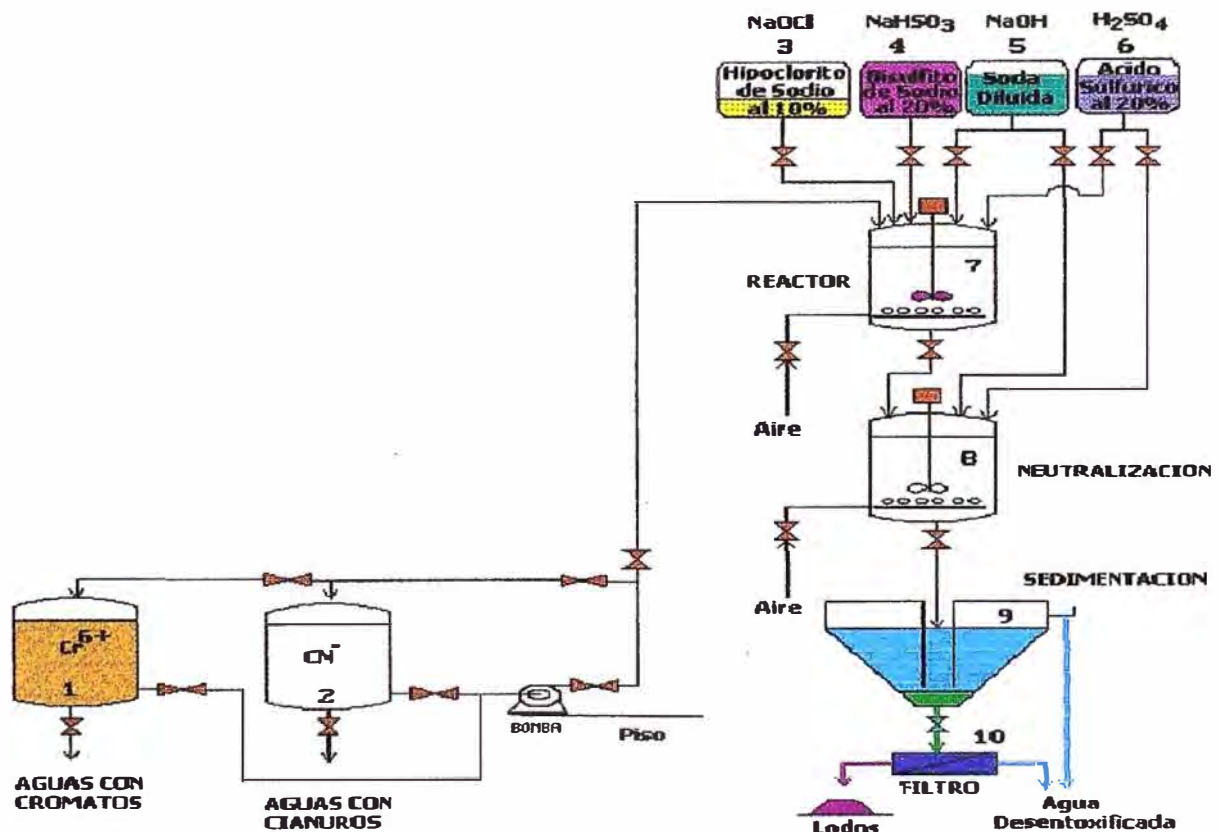 NaOCl
3
NaHSO3
4
NaOH
5
H2SO4
6
Hipoclorito
de Sodio
al 10%
Bisulfito
de Sodio
al 20%
Soda
Diluida
Acido
Sulfurico
al 20%
7
REACTOR
Aire
8
NEUTRALIZACION
Aire
SEDIMENTACION
9
10
FILTRO
Lodos
Agua
Desentoxificada
Cr6+
1
CN-
2
BOMBA
Piso
AGUAS CON
CROMATOS
AGUAS CON
CIANUROS